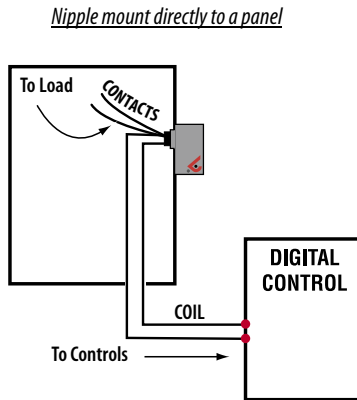 Nipple mount directly to a panel
To Load
CONTACTS
DIGITAL
CONTROL
COIL
To Controls